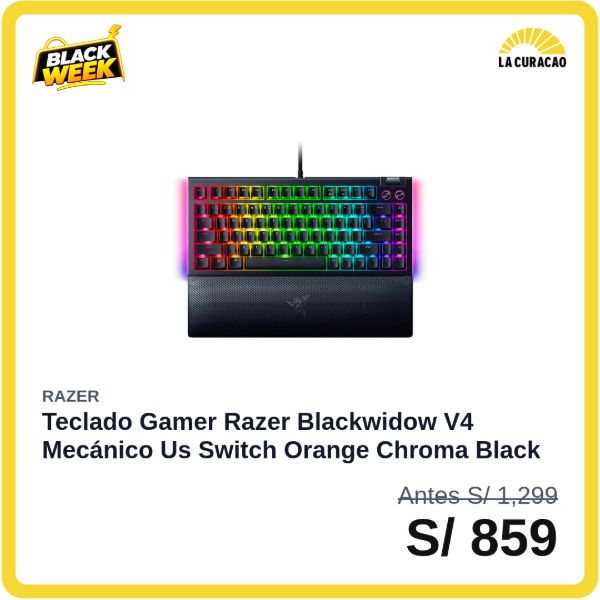 BLACK
WEEK
LA CURACAO
RAZER
Teclado Gamer Razer Blackwidow V4
Mecánico Us Switch Orange Chroma Black
Antes S/ 1,299
S/ 859